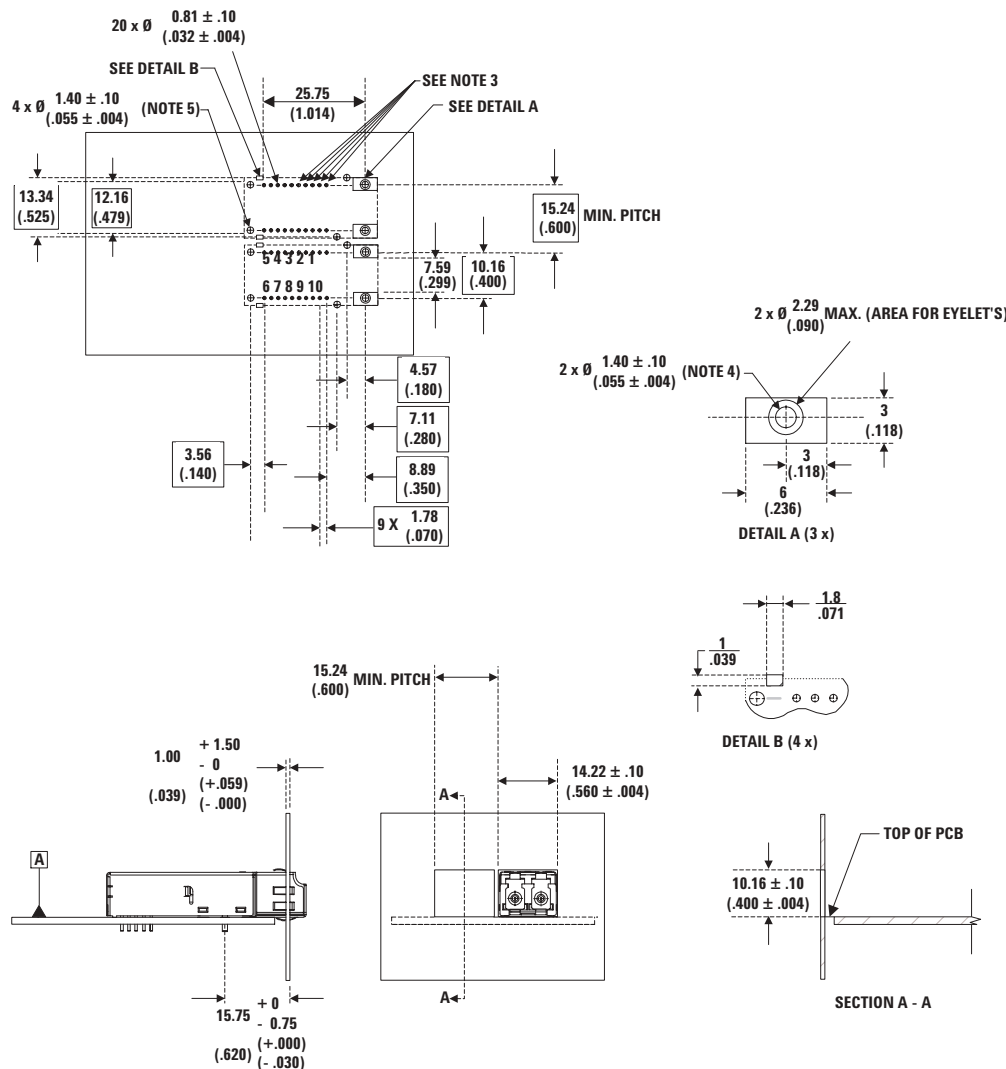 20 x Ø 0.81 ± .10
(.032 ± .004)
SEE DETAIL B
25.75
(1.014)
SEE NOTE 3
SEE DETAIL A
4 x Ø 1.40 ± .10 (NOTE 5)
(.055 ± .004)
13.34
(.525)
12.16
(.479)
15.24
(.600)
MIN. PITCH
5 4 3 2 1
6 7 8 9 10
7.59
(.299)
10.16
(.400)
4.57
(.180)
7.11
(.280)
3.56
(.140)
8.89
(.350)
9 X 1.78
(.070)
2 x Ø 2.29 MAX. (AREA FOR EYELET'S)
(.090)
2 x Ø 1.40 ± .10 (NOTE 4)
(.055 ± .004)
3
(.118)
3
(.118)
6
(.236)
DETAIL A (3 x)
1.8
.071
1
.039
DETAIL B (4 x)
15.24
(.600)
MIN. PITCH
1.00 + 1.50
- 0
(.039) (+.059)
(- .000)
A
14.22 ± .10
(.560 ± .004)
A
A
15.75 + 0
- 0.75
(.620) (+.000)
(- .030)
TOP OF PCB
10.16 ± .10
(.400 ± .004)
SECTION A - A